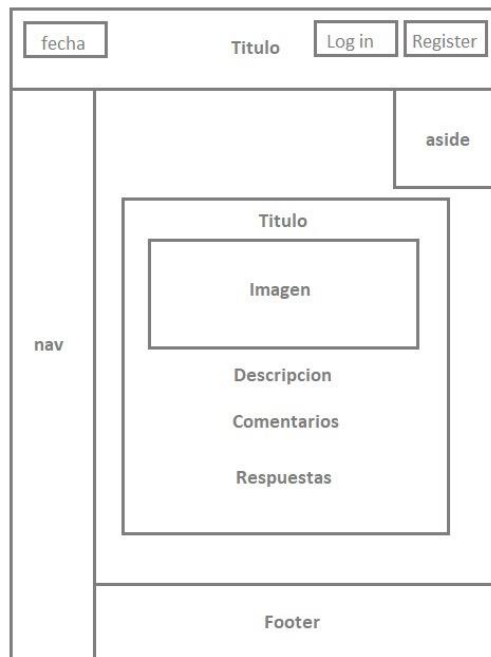 fecha
Titulo
Log in
Register
aside
Titulo
Imagen
nav
Descripcion
Comentarios
Respuestas
Footer